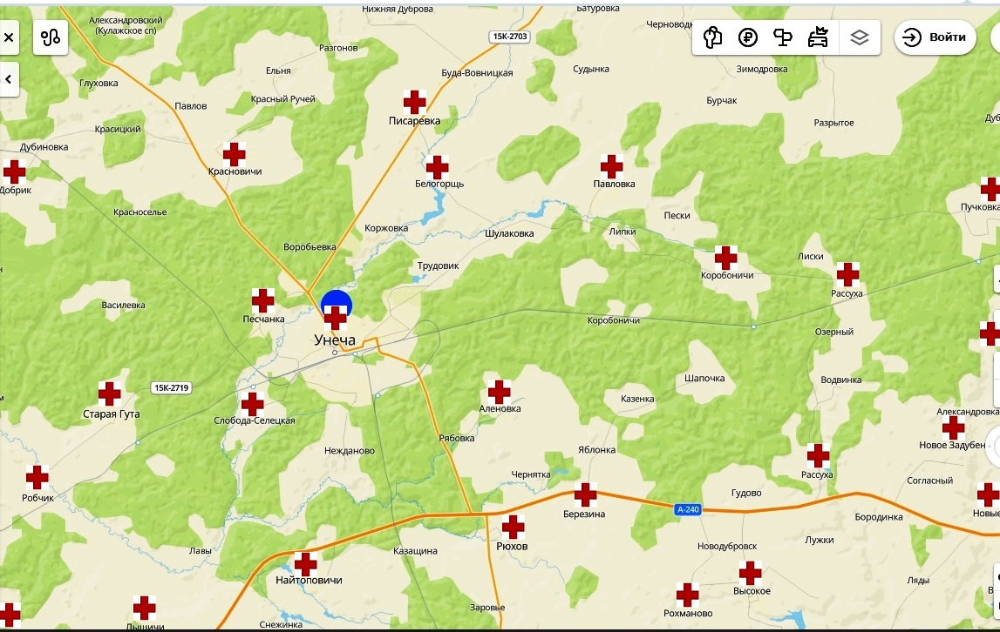 Нижняя Дуброва
Батуровка
Александровский
(Кулажское сп)
15К-2703
Войти
Разгонов
Ельня
Буда-Вовницкая
Судынка
Зимодровка
Глуховка
Красный Ручей
Павлов
Писаревка
Бурчак
Разрытое
Красицкий
Дубиновка
Красновичи
Добрик
Белогорщь
Павловка
Пучковка
Красноселье
Пески
Коржовка
Шулаковка
Липки
Воробьевка
Трудовик
Лиски
Коробоничи
Рассуха
Василевка
Песчанка
Коробоничи
Озерный
Унеча
Шапочка
Водвинка
15К-2719
Казенка
Аленовка
Старая Гута
Слобода-Селецкая
Александровка
Рябовка
Новое Задубен
Нежданово
Яблонка
Чернятка
Рассуха
Согласный
Робчик
Гудово
А-240
Березина
Бородинка
Новые
Рюхов
Лавы
Казащина
Новодубровск
Лужки
Найтоповичи
Ляды
Высокое
Заровье
Рохманово
Снежинка
Лыщичи